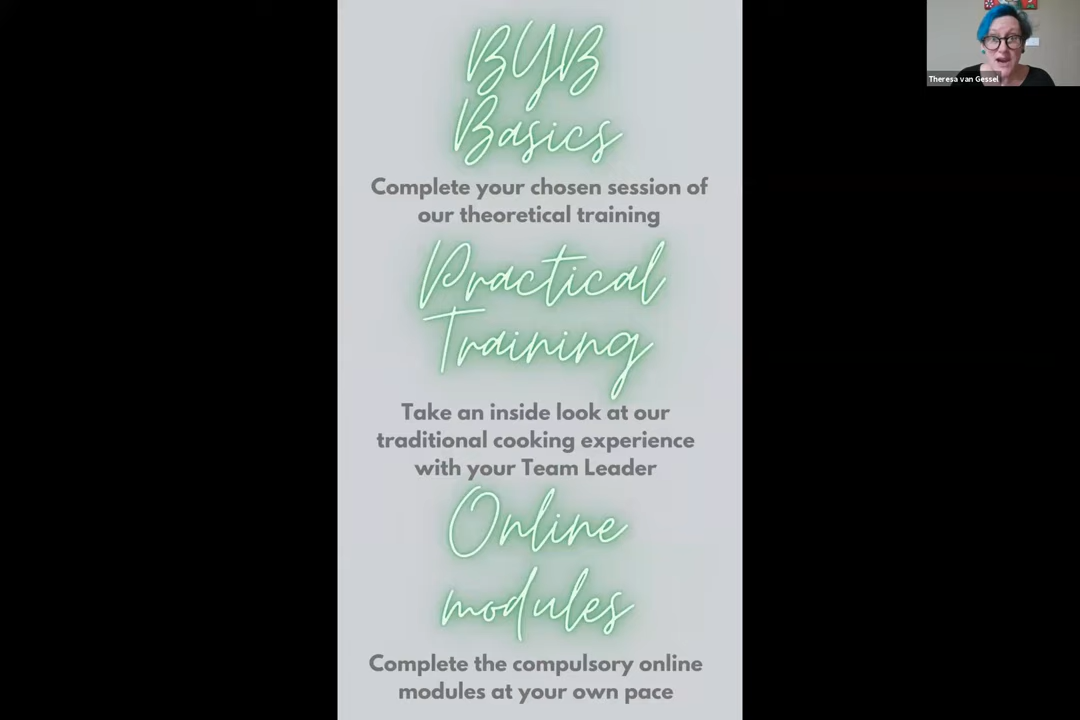 BYB
Basics
Complete your chosen session of
our theoretical training
Practical
Training
Take an inside look at our
traditional cooking experience
with your Team Leader
Online
modules
Complete the compulsory online
modules at your own pace
Theresa van Gessel